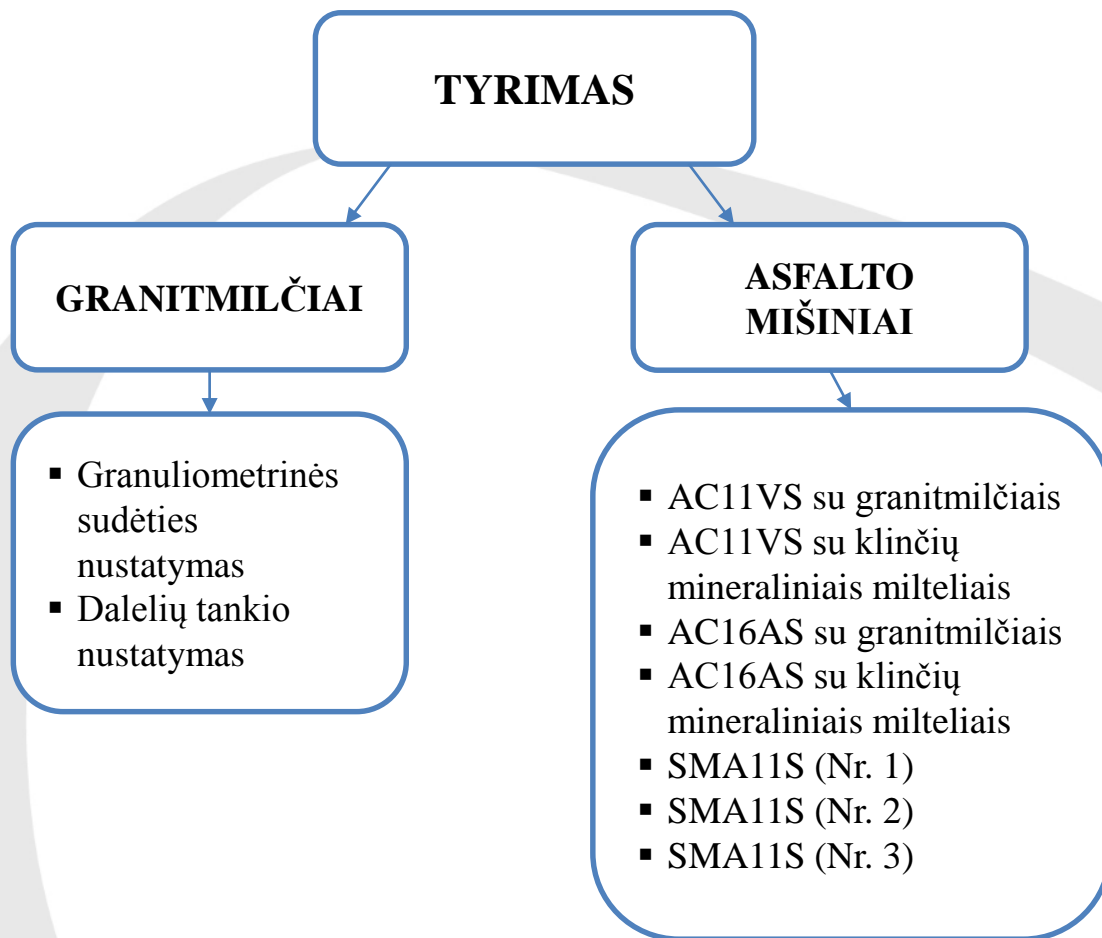 TYRIMAS
GRANITMILČIAI
▪ Granuliometrinės
sudėties
nustatymas
▪ Dalelių tankio
nustatymas
ASFALTO
MIŠINIAI
▪ AC11VS su granitmilčiais
▪ AC11VS su klinčių
mineraliniais milteliais
▪ AC16AS su granitmilčiais
▪ AC16AS su klinčių
mineraliniais milteliais
▪ SMA11S (Nr. 1)
▪ SMA11S (Nr. 2)
▪ SMA11S (Nr. 3)